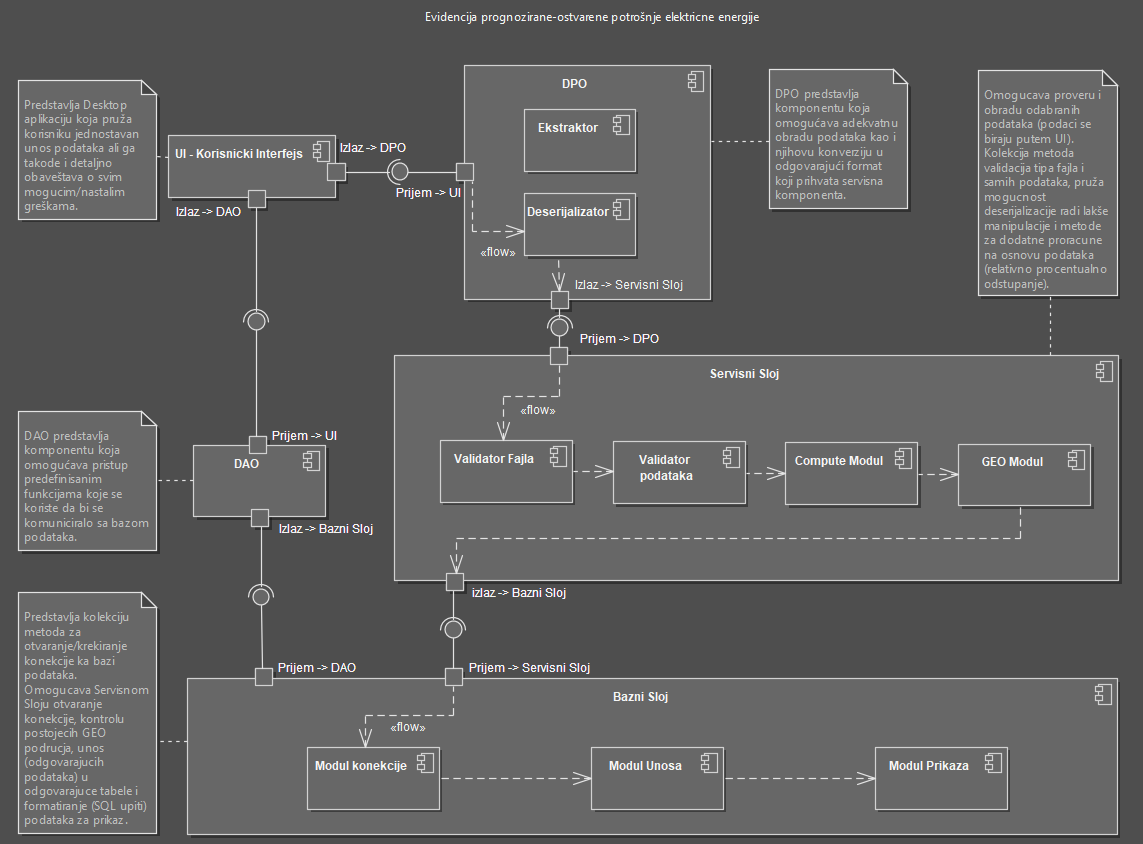 Evidencija prognozirane-ostvarene potrošnje elektricne energije
Predstavlja Desktop
aplikaciju koja pruža
korisniku jednostavan
unos podataka ali ga
takode i detaljno
obaveštava o svim
mogucim/nastalim
greškama.
UI - Korisnicki Interfejs
Izlaz -> DPO
Prijem -> UI
Izlaz -> DAO
DPO
Ekstraktor
Deserijalizator
«flow»
Izlaz -> Servisni Sloj
DPO predstavlja
komponentu koja
omogućava adekvatnu
obradu podataka kao i
njihovu konverziju u
odgovarajući format
koji prihvata servisna
komponenta.
Omogucava proveru i
obradu odabranih
podataka (podaci se
biraju putem UI).
Kolekcija metoda
validacija tipa fajla i
samih podataka, pruža
mogucnost
deserijalizacije radi lakše
manipulacije i metode
za dodatne proracune
na osnovu podataka
(relativno procentualno
odstupanje).
Prijem -> DPO
Servisni Sloj
«flow»
Validator Fajla
Validator
podataka
Compute Modul
GEO Modul
izlaz -> Bazni Sloj
DAO predstavlja
komponentu koja
omogućava pristup
predefinisanim
funkcijama koje se
koriste da bi se
komuniciralo sa bazom
podataka.
Prijem -> UI
DAO
Izlaz -> Bazni Sloj
Predstavlja kolekciju
metoda za
otvaranje/krekiranje
konekcije ka bazi
podataka.
Omogucava Servisnom
Sloju otvaranje
konekcije, kontrolu
postojecih GEO
podrucja, unos
(odgovarajucih
podataka) u
odgovarajuce tabele i
formatiranje (SQL upiti)
podataka za prikaz.
Prijem -> DAO
Prijem -> Servisni Sloj
Bazni Sloj
«flow»
Modul konekcije
Modul Unosa
Modul Prikaza